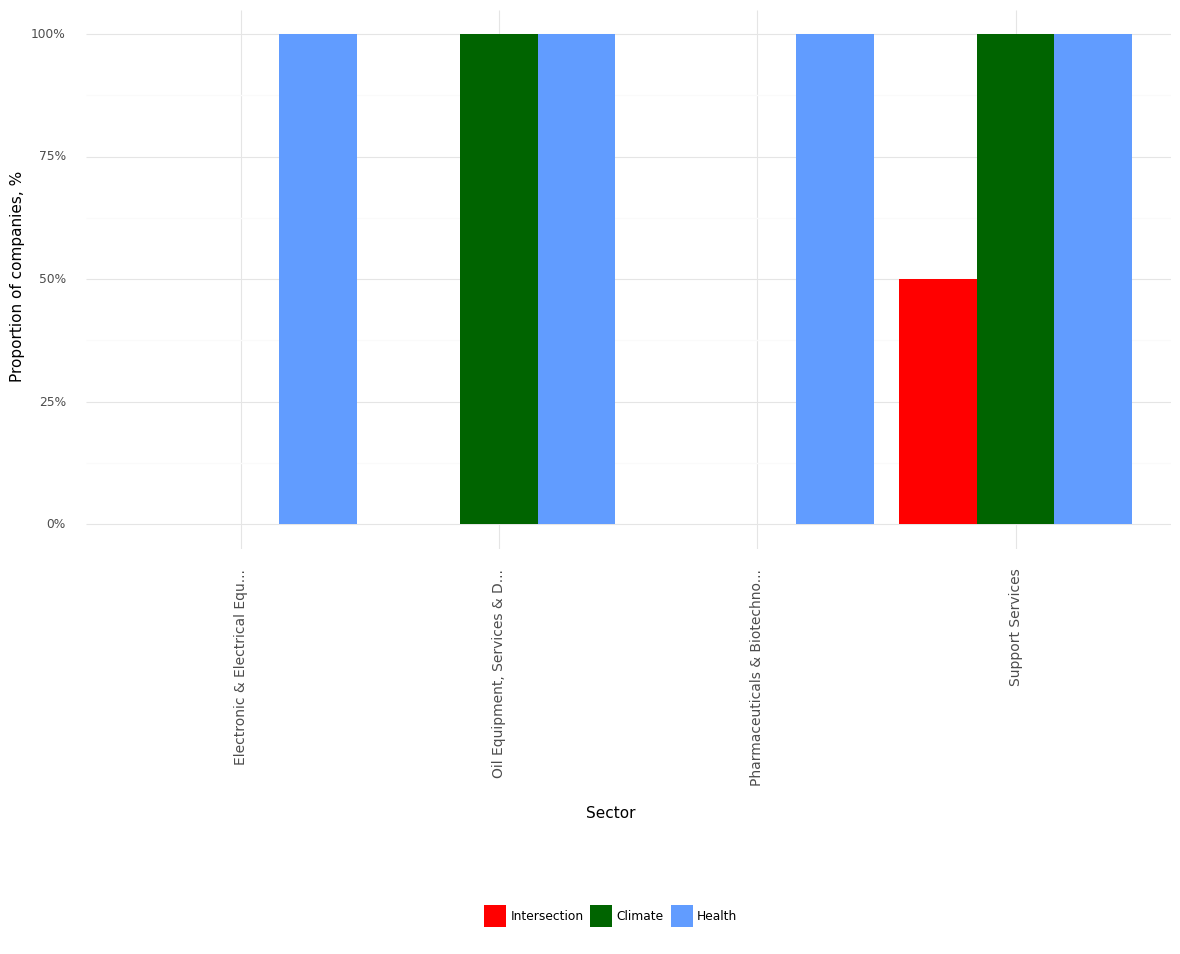 Proportion of companies, %
100%
75%
50%
25%
0%
Electronic & Electrical Equ...
Oil Equipment, Services & D...
Pharmaceuticals & Biotechno...
Support Services
Sector
Intersection Climate Health